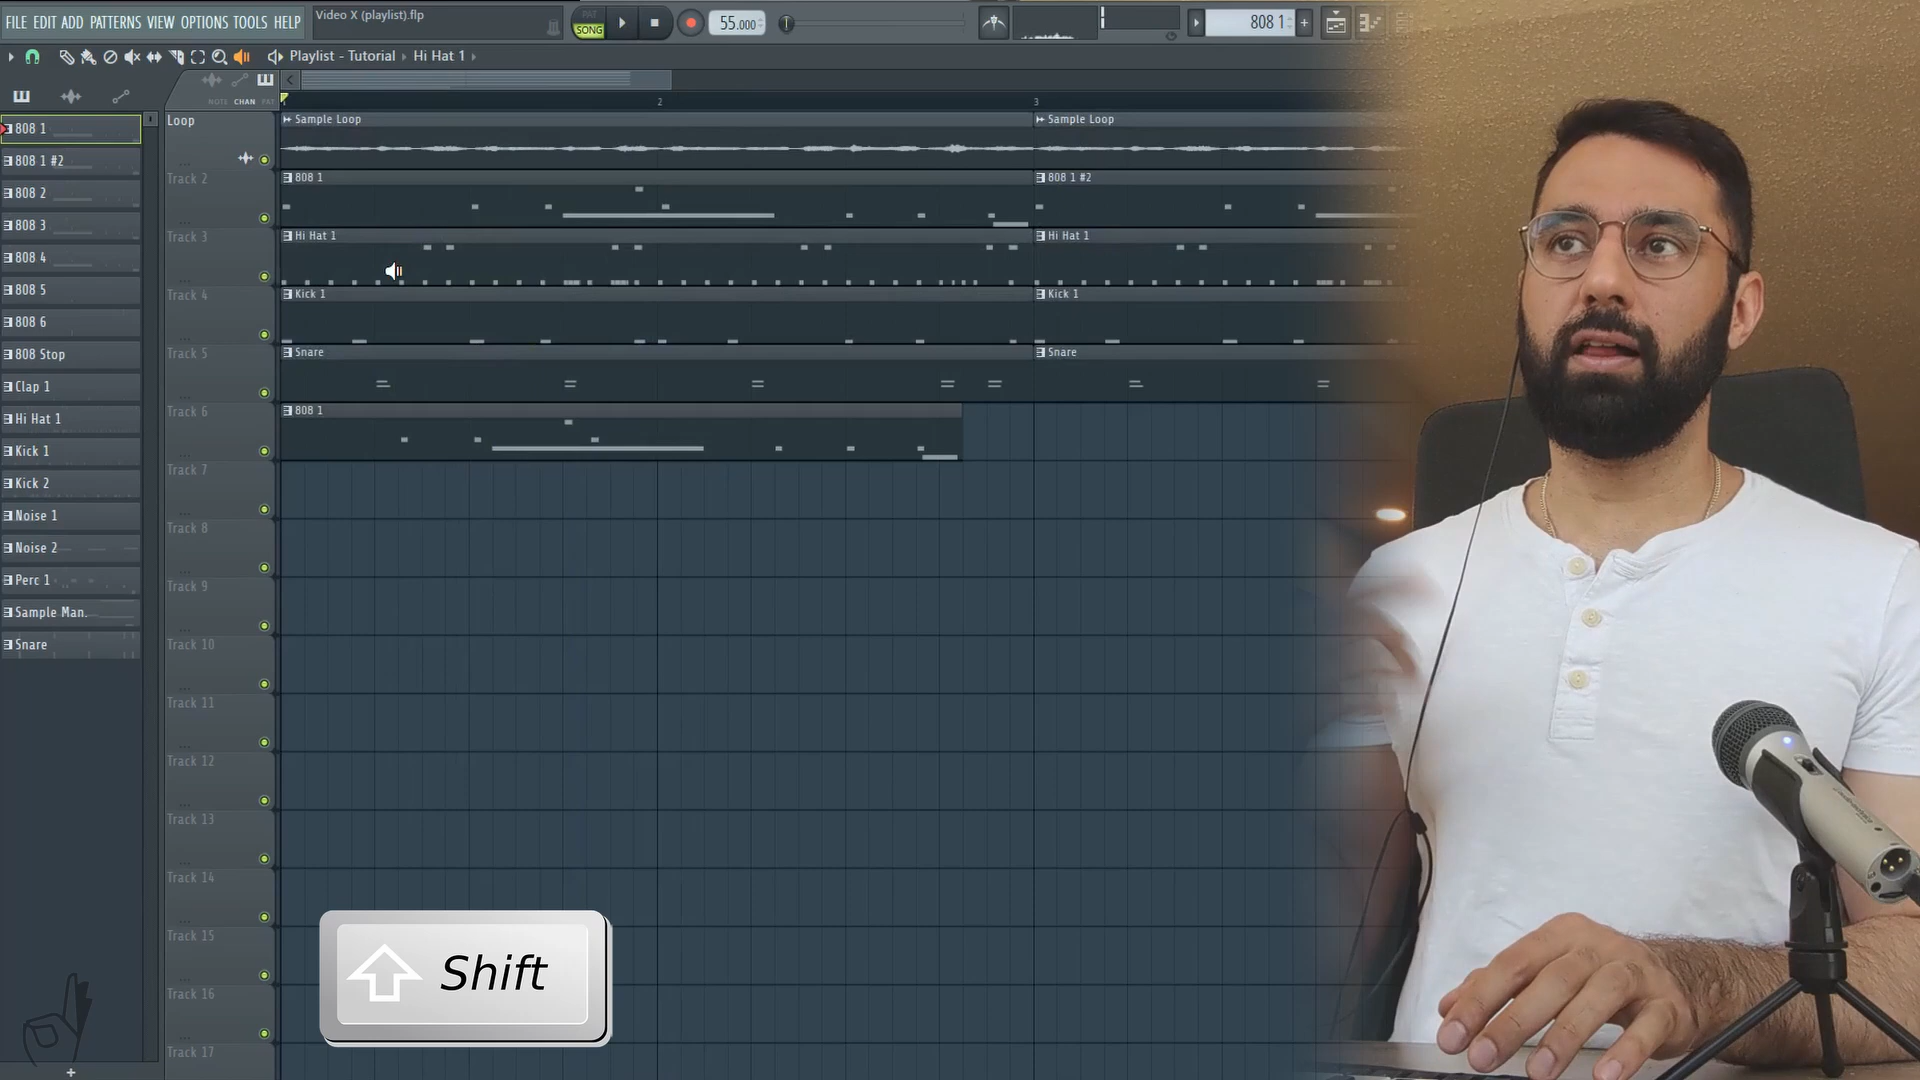 FILE EDIT ADD PATTERNS VIEW OPTIONS TOOLS HELP
Video X (playlist).flp
PAT
SONG
55.000
808 1
Playlist - Tutorial › Hi Hat 1 ›
NOTE CHAN PAT
2
3
808 1
808 1 #2
808 2
808 3
808 4
808 5
808 6
808 Stop
Clap 1
Hi Hat 1
Kick 1
Kick 2
Noise 1
Noise 2
Perc 1
Sample Man.
Snare
Loop
Track 2
Track 3
Track 4
Track 5
Track 6
Track 7
Track 8
Track 9
Track 10
Track 11
Track 12
Track 13
Track 14
Track 15
Track 16
Track 17
Sample Loop
Sample Loop
808 1
808 1 #2
Hi Hat 1
Hi Hat 1
Kick 1
Kick 1
Snare
Snare
808 1
Shift